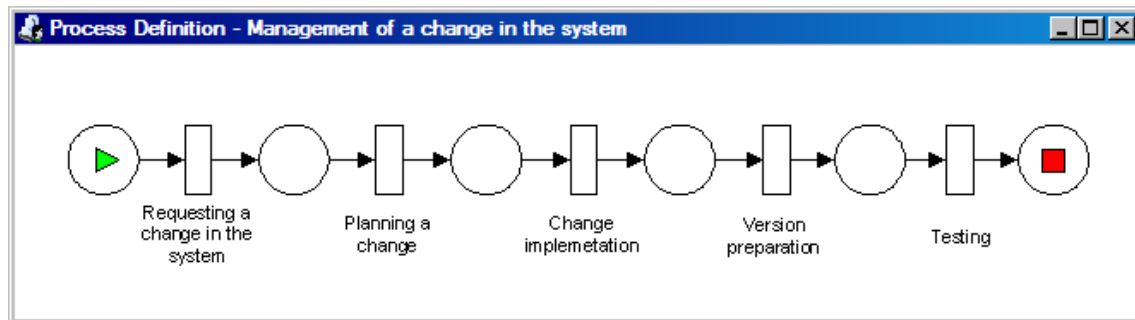 Process Definition - Management of a change in the system
Requesting a
change in the
system
Planning a
change
Change
implemetation
Version
preparation
Testing